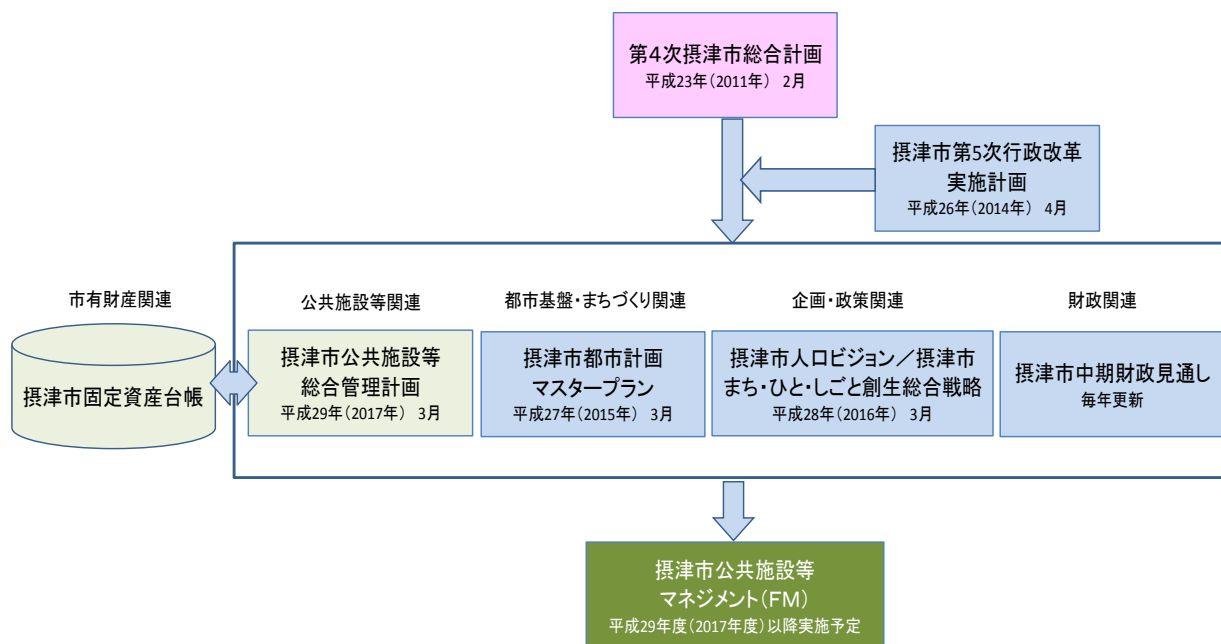 第4次摂津市総合計画
平成23年(2011年) 2月
摂津市第5次行政改革
実施計画
平成26年(2014年) 4月
市有財産関連
摂津市固定資産台帳
公共施設等関連
摂津市公共施設等
総合管理計画
平成29年(2017年) 3月
都市基盤・まちづくり関連
摂津市都市計画
マスタープラン
平成27年(2015年) 3月
企画・政策関連
摂津市人口ビジョン／摂津市
まち・ひと・しごと創生総合戦略
平成28年(2016年) 3月
財政関連
摂津市中期財政見通し
毎年更新
摂津市公共施設等
マネジメント(FM)
平成29年度(2017年度)以降実施予定